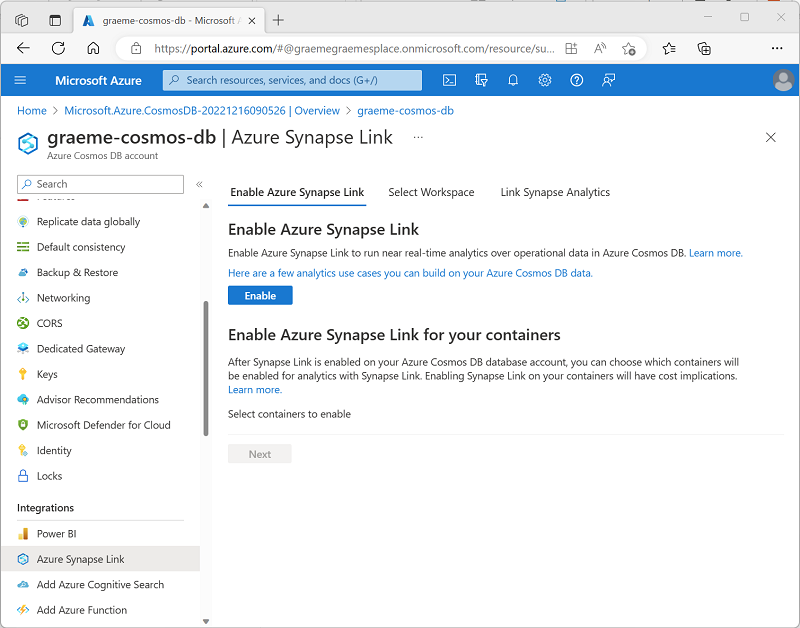 graeme-cosmos-db - Microsoft A
https://portal.azure.com/#@graemegraemesplace.onmicrosoft.com/resource/su...
Microsoft Azure
Search resources, services, and docs (G+/)
Home > Microsoft.Azure.CosmosDB-20221216090526 | Overview > graeme-cosmos-db
graeme-cosmos-db | Azure Synapse Link ...
Azure Cosmos DB account
Search
Features
Replicate data globally
Default consistency
Backup & Restore
Networking
CORS
Dedicated Gateway
Keys
Advisor Recommendations
Microsoft Defender for Cloud
Identity
Locks
Integrations
Power BI
Azure Synapse Link
Add Azure Cognitive Search
Add Azure Function
Enable Azure Synapse Link Select Workspace Link Synapse Analytics
Enable Azure Synapse Link
Enable Azure Synapse Link to run near real-time analytics over operational data in Azure Cosmos DB. Learn more.
Here are a few analytics use cases you can build on your Azure Cosmos DB data.
Enable
Enable Azure Synapse Link for your containers
After Synapse Link is enabled on your Azure Cosmos DB database account, you can choose which containers will
be enabled for analytics with Synapse Link. Enabling Synapse Link on your containers will have cost implications.
Learn more.
Select containers to enable
Next